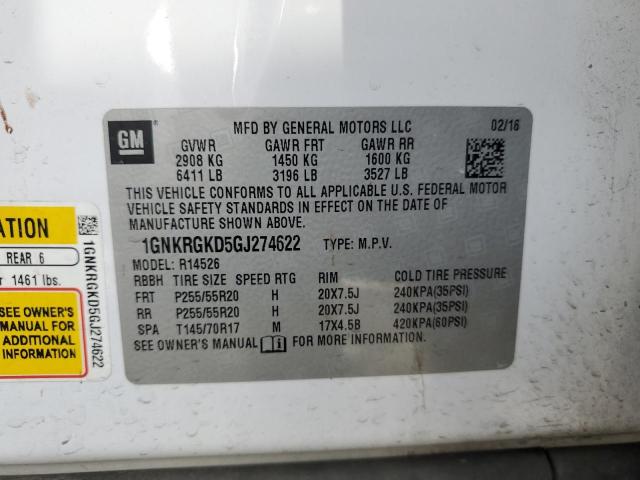 GM
MFD BY GENERAL MOTORS LLC 02/16
GVWR GAWR FRT GAWR RR
2908 KG 1450 KG 1600 KG
6411 LB 3196 LB 3527 LB
THIS VEHICLE CONFORMS TO ALL APPLICABLE U.S. FEDERAL MOTOR
VEHICLE SAFETY STANDARDS IN EFFECT ON THE DATE OF
MANUFACTURE SHOWN ABOVE.
1GNKRGKD5GJ274622 TYPE: M.P.V.
MODEL: R14526
RBBH TIRE SIZE SPEED RTG RIM COLD TIRE PRESSURE
FRT P255/55R20 H 20X7.5J 240KPA(35PSI)
RR P255/55R20 H 20X7.5J 240KPA(35PSI)
SPA T145/70R17 M 17X4.5B 420KPA(60PSI)
SEE OWNER'S MANUAL FOR MORE INFORMATION.
ATION
REAR 6
1461 lbs.
SEE OWNER'S
MANUAL FOR
ADDITIONAL
INFORMATION
1GNKRGKD5GJ274622